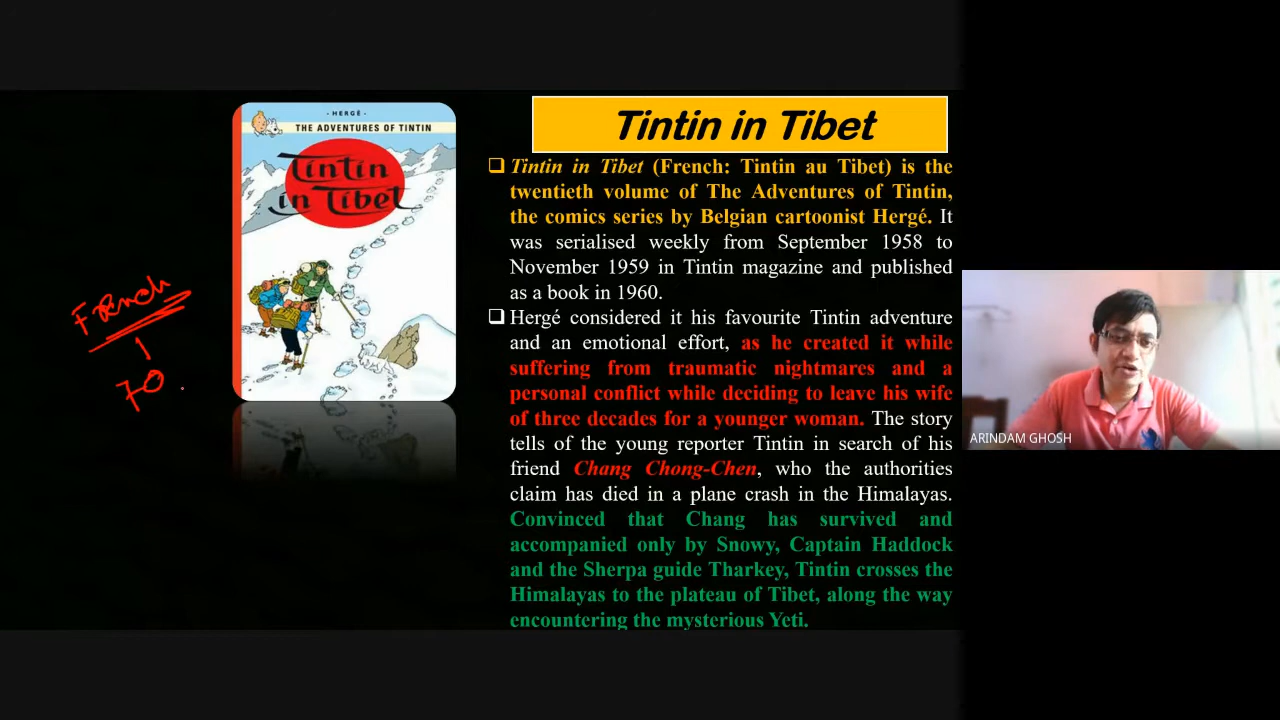 - HERGÉ -
THE ADVENTURES OF TINTIN
Tintin
in Tibet
French
70.
Tintin in Tibet
❑ Tintin in Tibet (French: Tintin au Tibet) is the
twentieth volume of The Adventures of Tintin,
the comics series by Belgian cartoonist Hergé. It
was serialised weekly from September 1958 to
November 1959 in Tintin magazine and published
as a book in 1960.
❑ Hergé considered it his favourite Tintin adventure
and an emotional effort, as he created it while
suffering from traumatic nightmares and a
personal conflict while deciding to leave his wife
of three decades for a younger woman. The story
tells of the young reporter Tintin in search of his
friend Chang Chong-Chen, who the authorities
claim has died in a plane crash in the Himalayas.
Convinced that Chang has survived and
accompanied only by Snowy, Captain Haddock
and the Sherpa guide Tharkey, Tintin crosses the
Himalayas to the plateau of Tibet, along the way
encountering the mysterious Yeti.
ARINDAM GHOSH